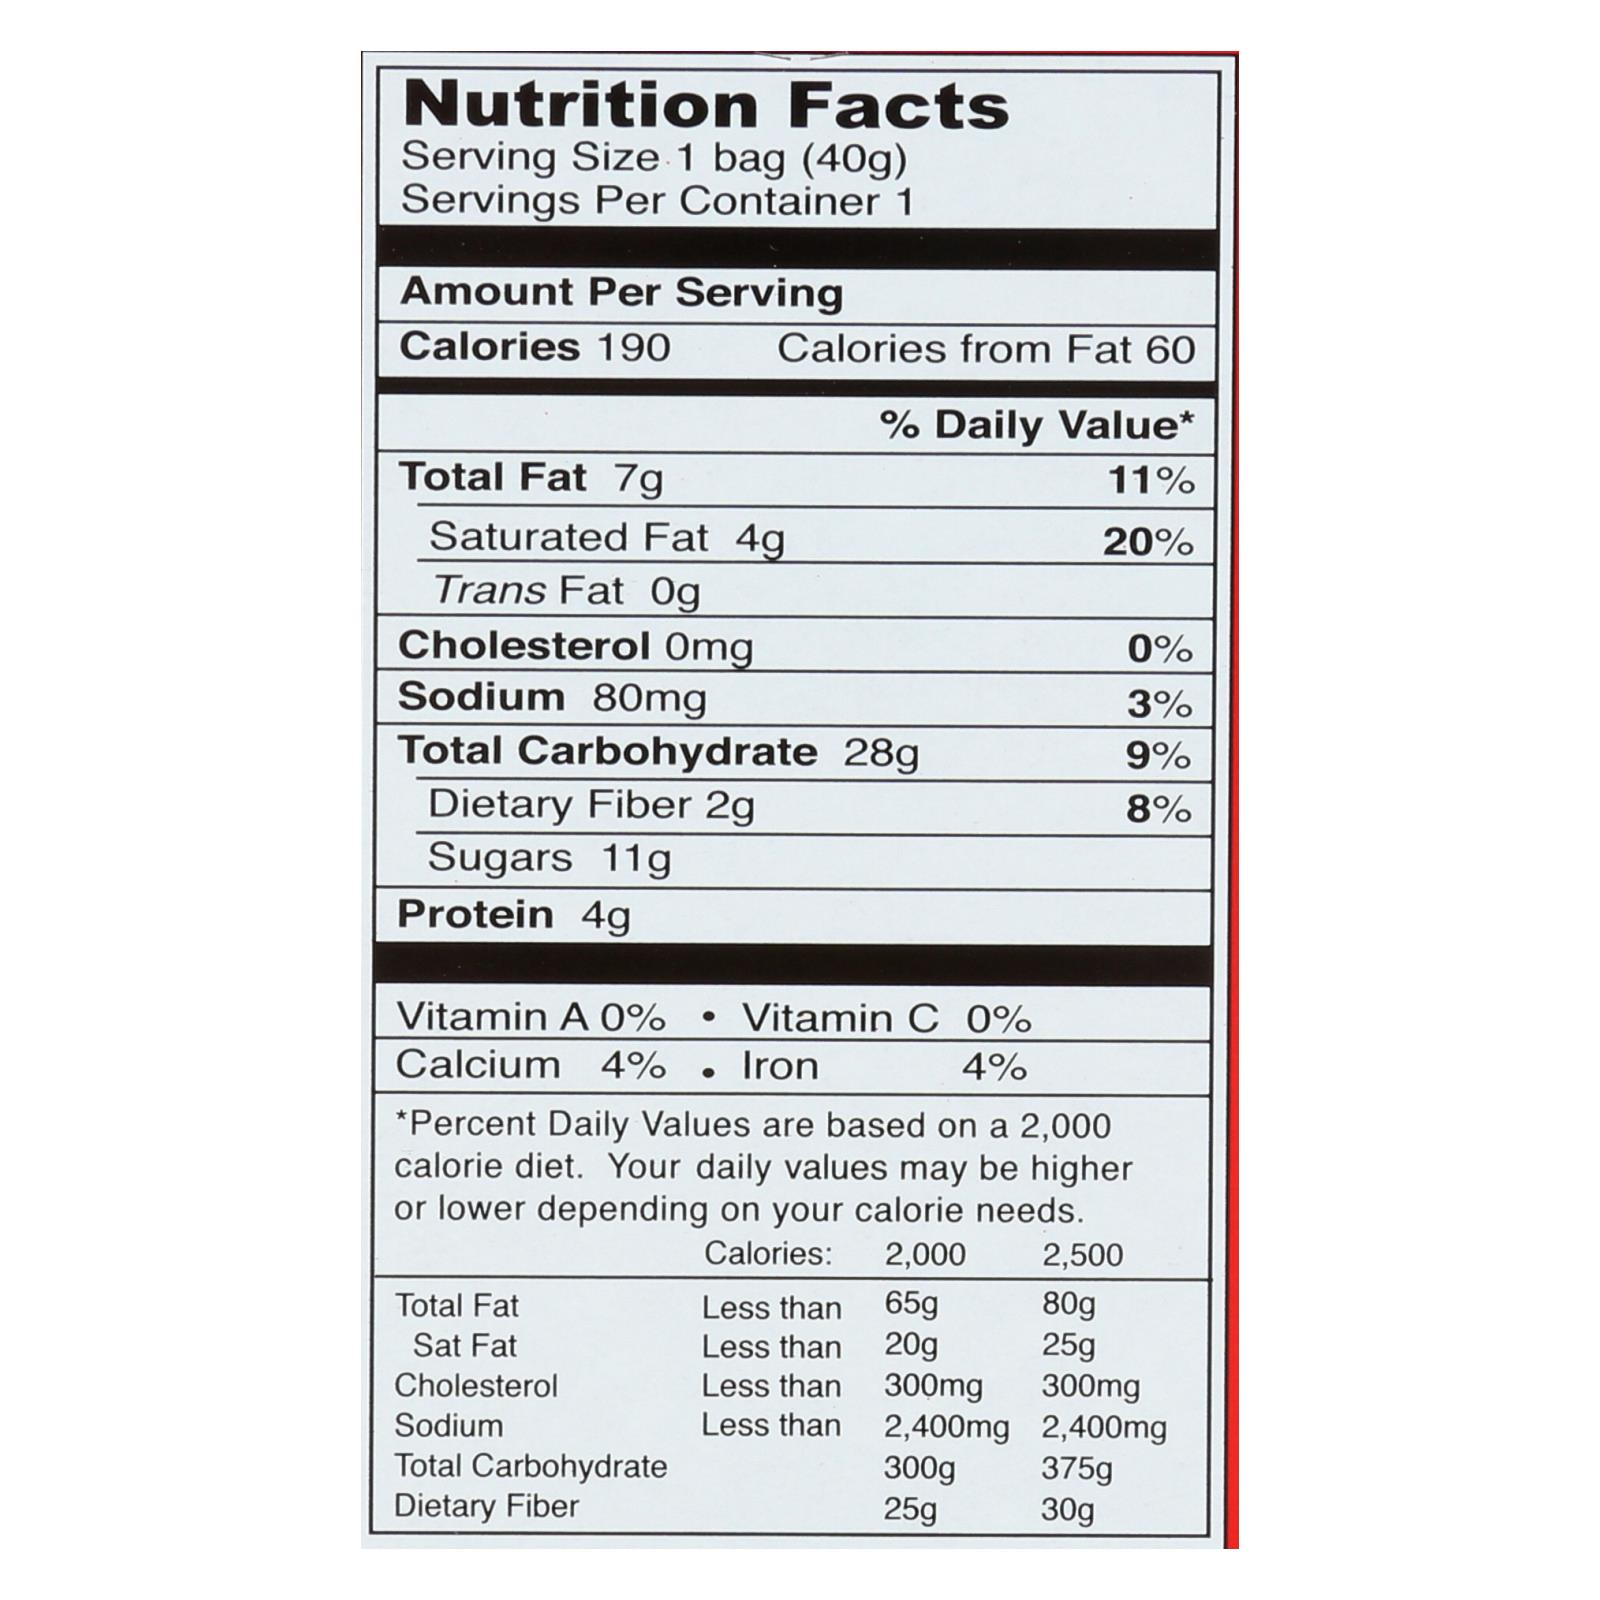 Nutrition Facts
Serving Size 1 bag (40g)
Servings Per Container 1
Amount Per Serving
Calories 190 Calories from Fat 60
% Daily Value*
Total Fat 7g 11%
Saturated Fat 4g 20%
Trans Fat 0g
Cholesterol 0mg 0%
Sodium 80mg 3%
Total Carbohydrate 28g 9%
Dietary Fiber 2g 8%
Sugars 11g
Protein 4g
Vitamin A 0% • Vitamin C 0%
Calcium 4% • Iron 4%
*Percent Daily Values are based on a 2,000
calorie diet. Your daily values may be higher
or lower depending on your calorie needs.
Calories: 2,000 2,500
Total Fat Less than 65g 80g
Sat Fat Less than 20g 25g
Cholesterol Less than 300mg 300mg
Sodium Less than 2,400mg 2,400mg
Total Carbohydrate 300g 375g
Dietary Fiber 25g 30g